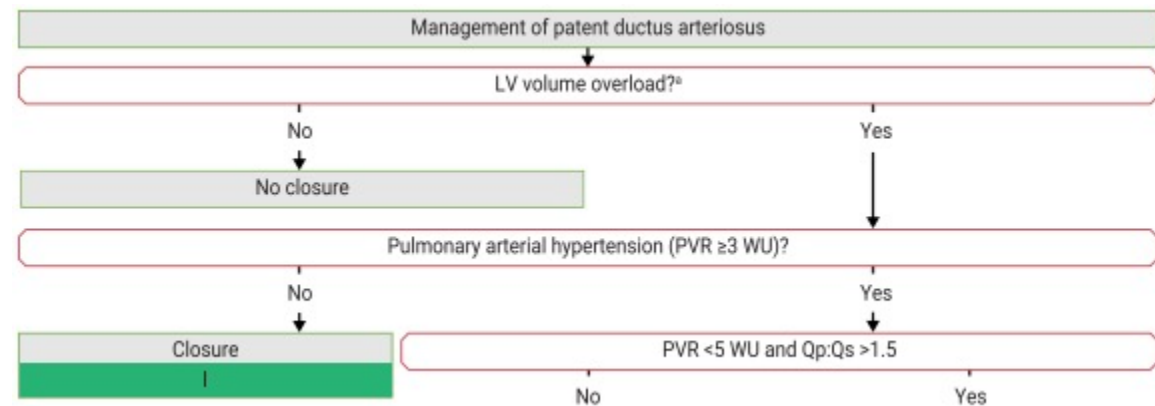 Management of patent ductus arteriosus
LV volume overload?ᵃ
No
Yes
No closure
Pulmonary arterial hypertension (PVR ≥3 WU)?
No
Yes
Closure
PVR <5 WU and Qp:Qs >1.5
I
No
Yes